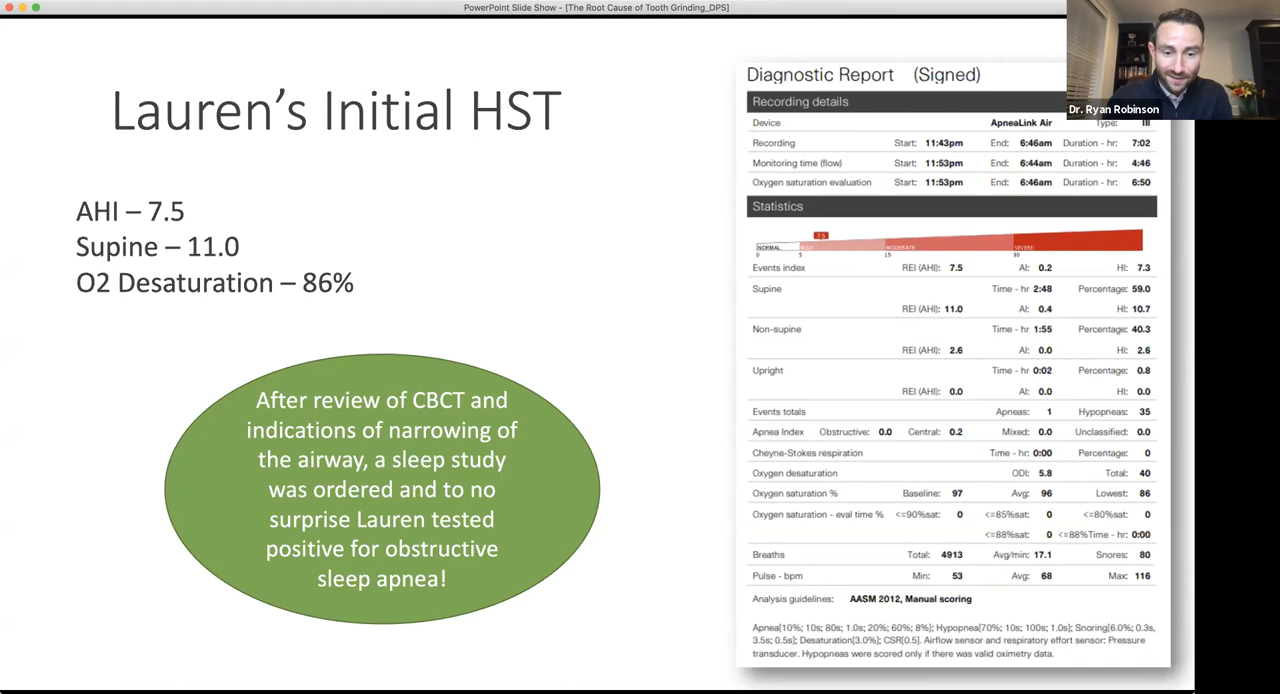 PowerPoint Slide Show - [The Root Cause of Tooth Grinding_DPS]
Lauren's Initial HST
AHI – 7.5
Supine – 11.0
O2 Desaturation – 86%
After review of CBCT and
indications of narrowing of
the airway, a sleep study
was ordered and to no
surprise Lauren tested
positive for obstructive
sleep apnea!
Dr. Ryan Robinson
Diagnostic Report (Signed)
Recording details
Device ApneaLink Air Type: III
Recording Start: 11:43pm End: 6:46am Duration - hr: 7:02
Monitoring time (flow) Start: 11:53pm End: 6:44am Duration - hr: 4:46
Oxygen saturation evaluation Start: 11:53pm End: 6:46am Duration - hr: 6:50
Statistics
7.5
NORMAL MILD MODERATE SEVERE
0 5 15 30
Events index REI (AHI): 7.5 AI: 0.2 HI: 7.3
Supine Time - hr 2:48 Percentage: 59.0
REI (AHI): 11.0 AI: 0.4 HI: 10.7
Non-supine Time - hr 1:55 Percentage: 40.3
REI (AHI): 2.6 AI: 0.0 HI: 2.6
Upright Time - hr 0:02 Percentage: 0.8
REI (AHI): 0.0 AI: 0.0 HI: 0.0
Events totals Apneas: 1 Hypopneas: 35
Apnea Index Obstructive: 0.0 Central: 0.2 Mixed: 0.0 Unclassified: 0.0
Cheyne-Stokes respiration Time - hr: 0:00 Percentage: 0
Oxygen desaturation ODI: 5.8 Total: 40
Oxygen saturation % Baseline: 97 Avg: 96 Lowest: 86
Oxygen saturation - eval time % <=90%sat: 0 <=85%sat: 0 <=80%sat: 0
<=88%sat: 0 <=88%Time - hr: 0:00
Breaths Total: 4913 Avg/min: 17.1 Snores: 80
Pulse - bpm Min: 53 Avg: 68 Max: 116
Analysis guidelines: AASM 2012, Manual scoring
Apnea[10%; 10s; 80s; 1.0s; 20%; 60%; 8%]; Hypopnea[70%; 10s; 100s; 1.0s]; Snoring[6.0%; 0.3s,
3.5s; 0.5s]; Desaturation[3.0%]; CSR[0.5]. Airflow sensor and respiratory effort sensor: Pressure
transducer. Hypopneas were scored only if there was valid oximetry data.